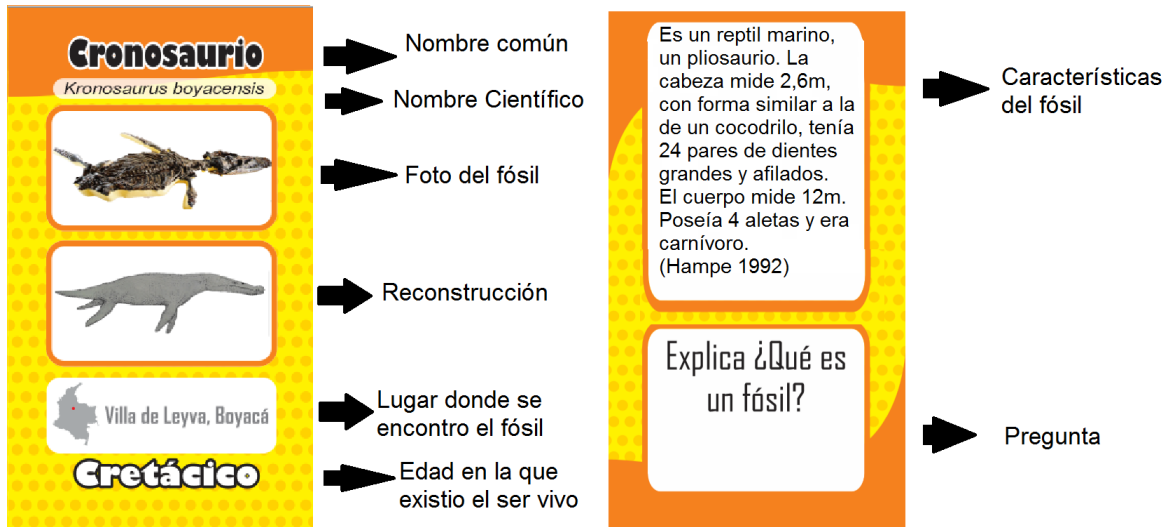 Cronosaurio
Kronosaurus boyacensis
Villa de Leyva, Boyacá
Cretácico
Nombre común
Nombre Científico
Foto del fósil
Reconstrucción
Lugar donde se
encontro el fósil
Edad en la que
existio el ser vivo
Es un reptil marino,
un pliosaurio. La
cabeza mide 2,6m,
con forma similar a la
de un cocodrilo, tenía
24 pares de dientes
grandes y afilados.
El cuerpo mide 12m.
Poseía 4 aletas y era
carnívoro.
(Hampe 1992)
Explica ¿Qué es
un fósil?
Características
del fósil
Pregunta